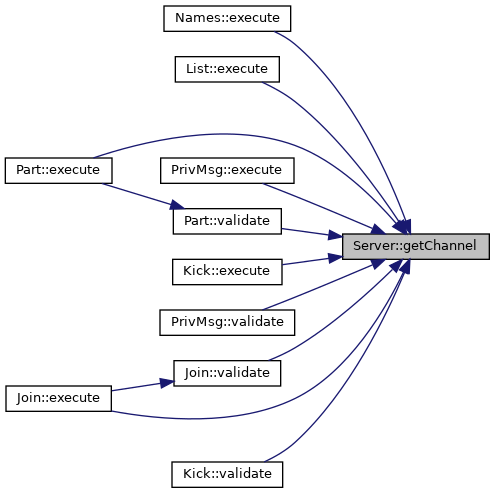 Names::execute
List::execute
Part::execute
PrivMsg::execute
Part::validate
Server::getChannel
Kick::execute
PrivMsg::validate
Join::validate
Join::execute
Kick::validate